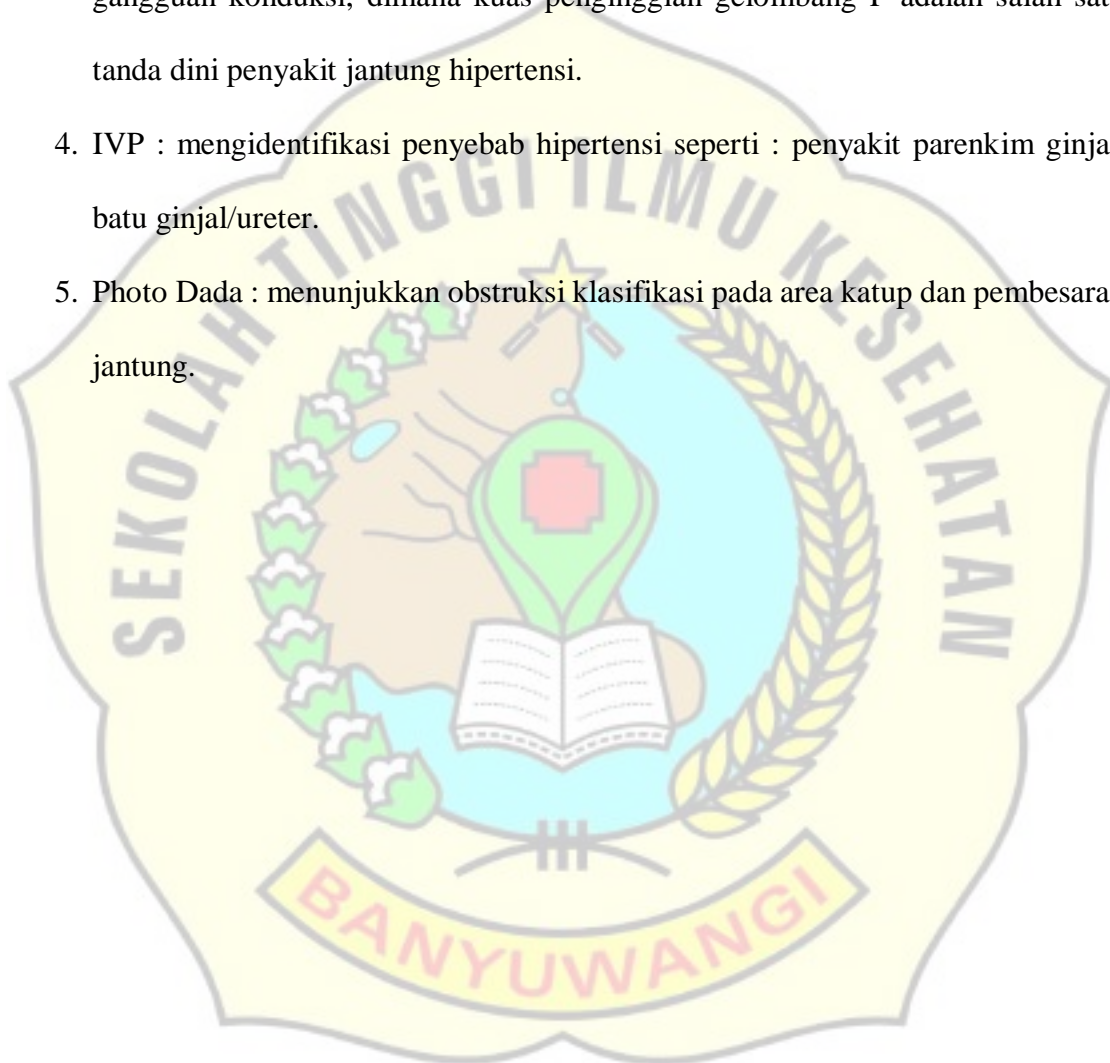 gangguan konduksi, dimana luas peninggian gelombang P adalah salah sat
tanda dini penyakit jantung hipertensi.
4. IVP : mengidentifikasi penyebab hipertensi seperti : penyakit parenkim ginja
batu ginjal/ureter.
5. Photo Dada : menunjukkan obstruksi klasifikasi pada area katup dan pembesara
jantung.
SEKOLAH TINGGI ILMU KESEHATAN
BANYUWANGI